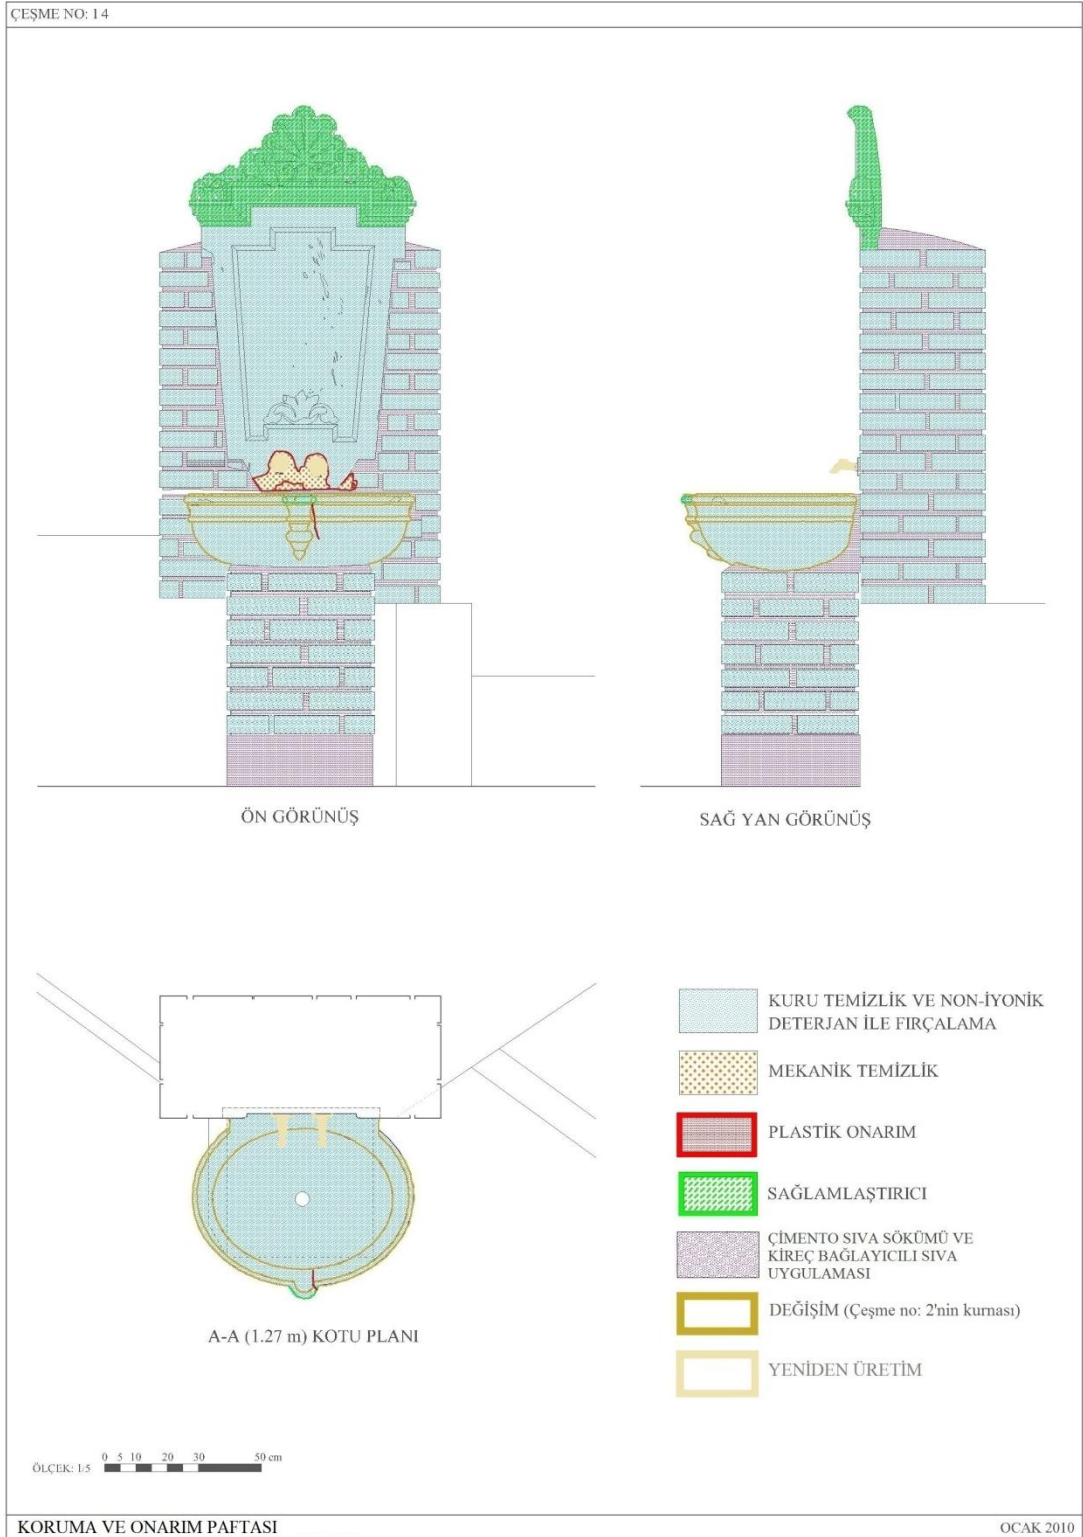 ÇEŞME NO: 14
ÖN GÖRÜNÜŞ
SAĞ YAN GÖRÜNÜŞ
KURU TEMİZLİK VE NON-İYONİK
DETERJAN İLE FIRÇALAMA
MEKANİK TEMİZLİK
PLASTİK ONARIM
SAĞLAMLAŞTIRICI
ÇİMENTO SIVA SÖKÜMÜ VE
KİREÇ BAĞLAYICILI SIVA
UYGULAMASI
DEĞİŞİM (Çeşme no: 2'nin kurnası)
YENİDEN ÜRETİM
A-A (1.27 m) KOTU PLANI
0 5 10 20 30 50 cm
ÖLÇEK: 1/5
KORUMA VE ONARIM PAFTASI
OCAK 2010